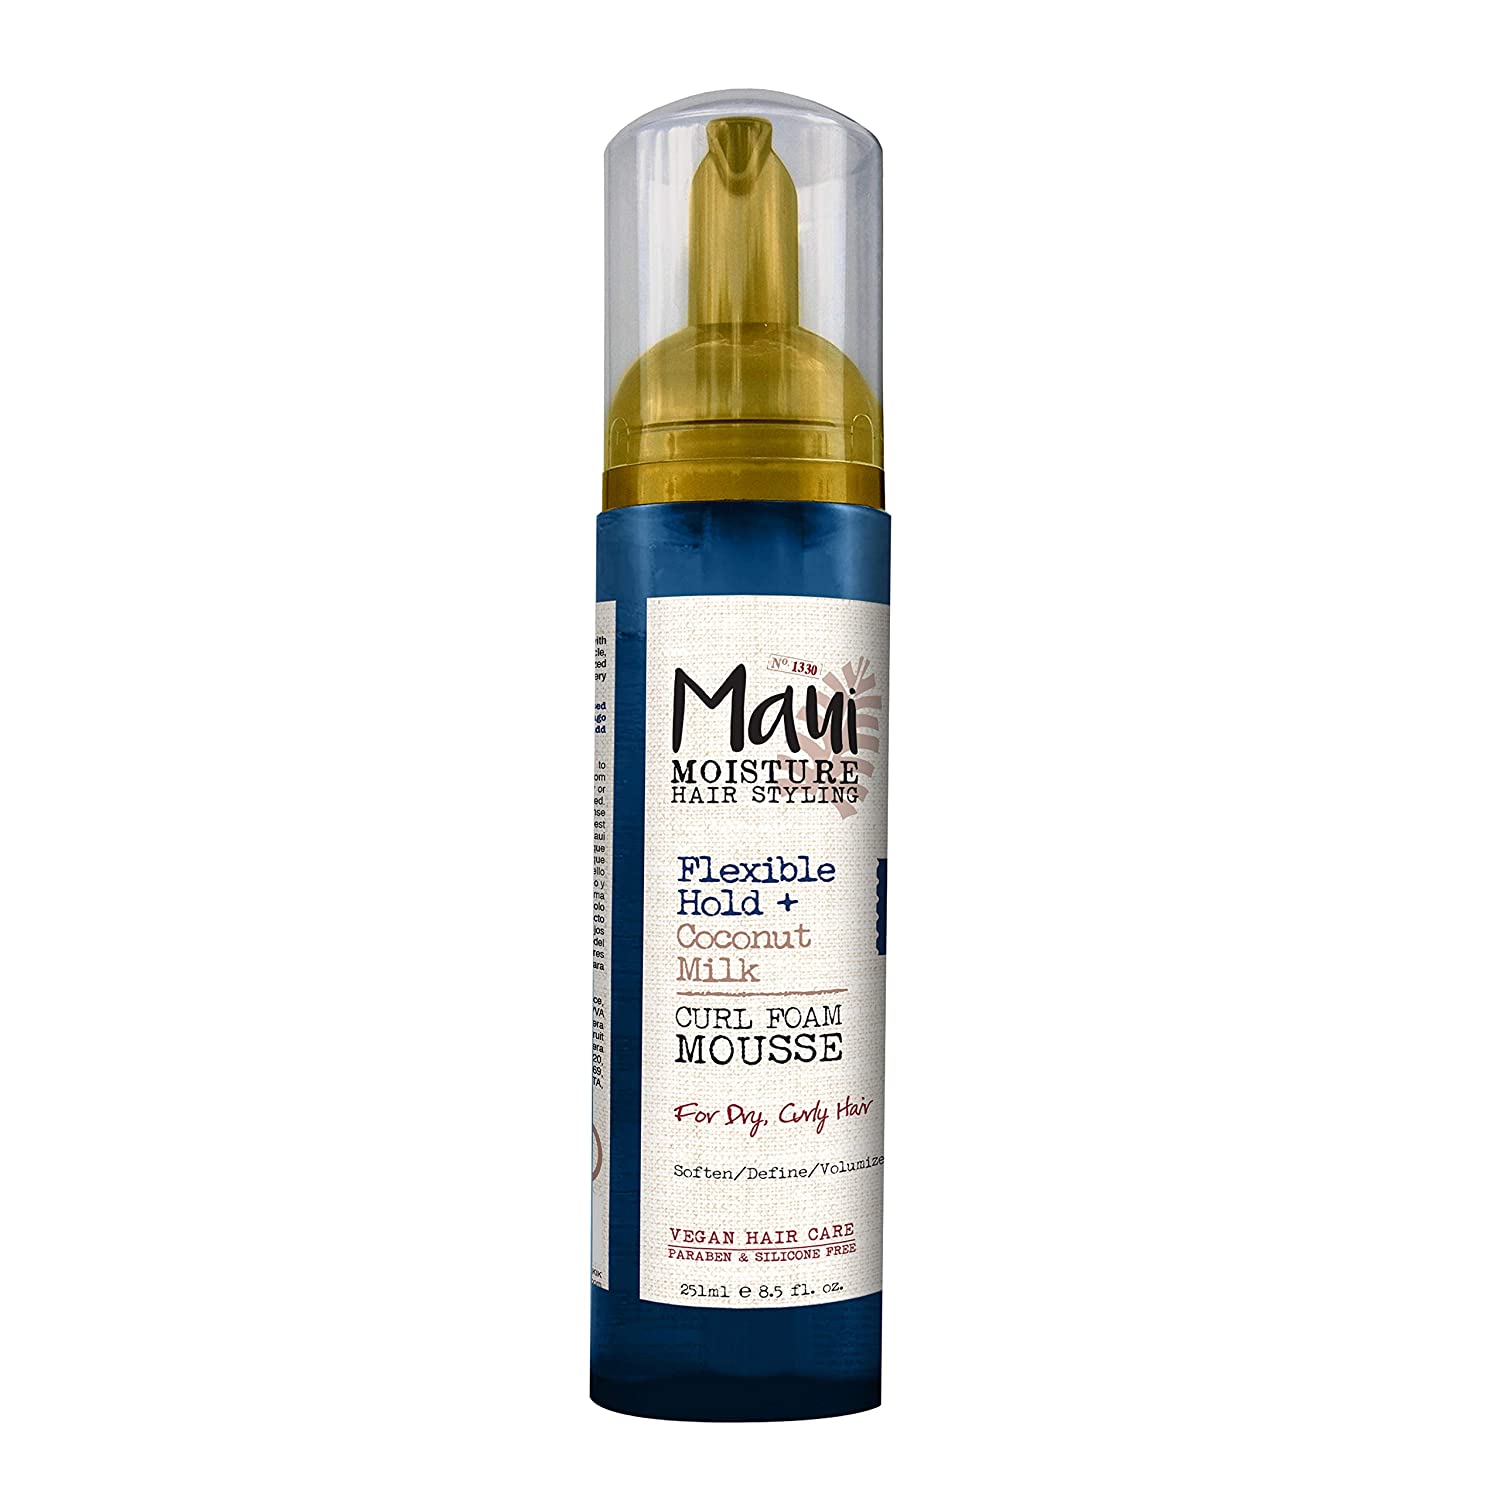 Nº 1330
Maui
MOISTURE
HAIR STYLING
Flexible
Hold +
Coconut
Milk
CURL FOAM
MOUSSE
For Dry, Curly Hair
Soften/Define/Volumize
VEGAN HAIR CARE
PARABEN & SILICONE FREE
251ml e 8.5 fl. oz.